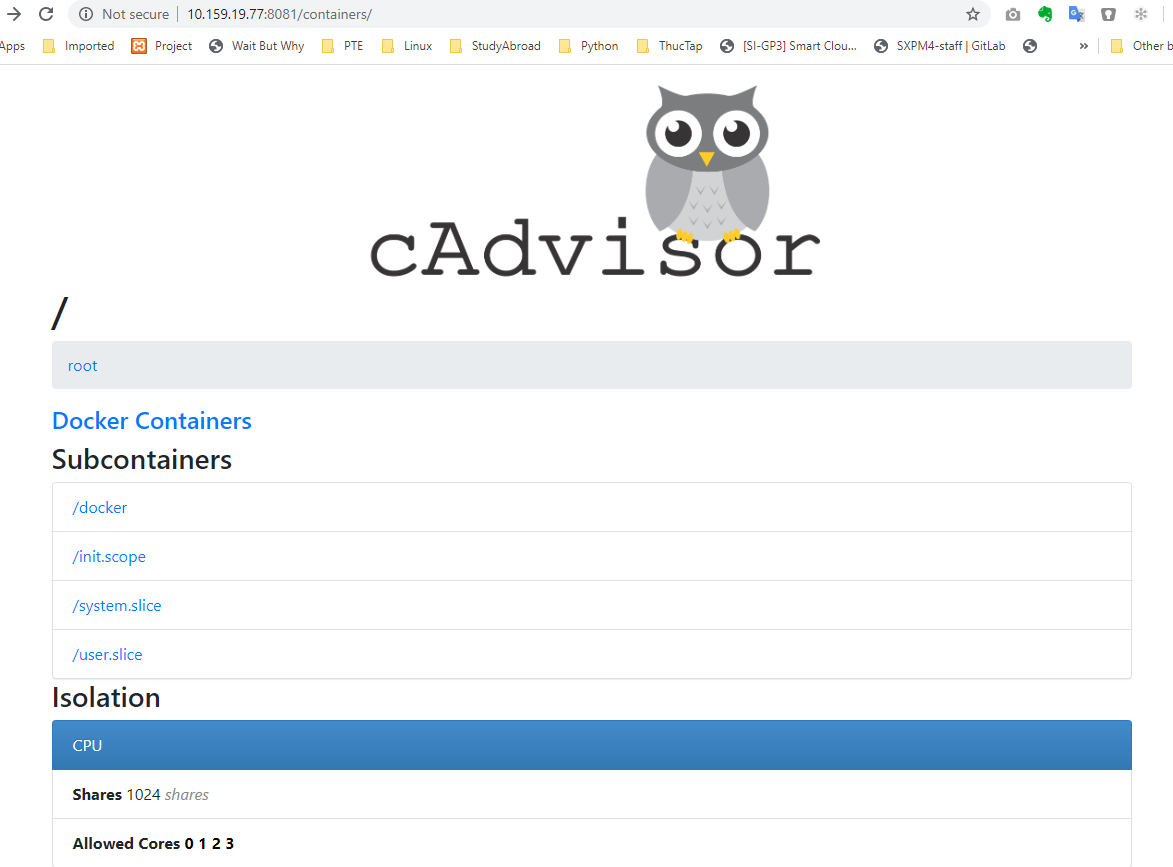 Not secure | 10.159.19.77:8081/containers/
Apps Imported Project Wait But Why PTE Linux StudyAbroad Python ThucTap [SI-GP3] Smart Clou... SXPM4-staff | GitLab » Other b
cAdvisor
/
root
Docker Containers
Subcontainers
/docker
/init.scope
/system.slice
/user.slice
Isolation
CPU
Shares 1024 shares
Allowed Cores 0 1 2 3